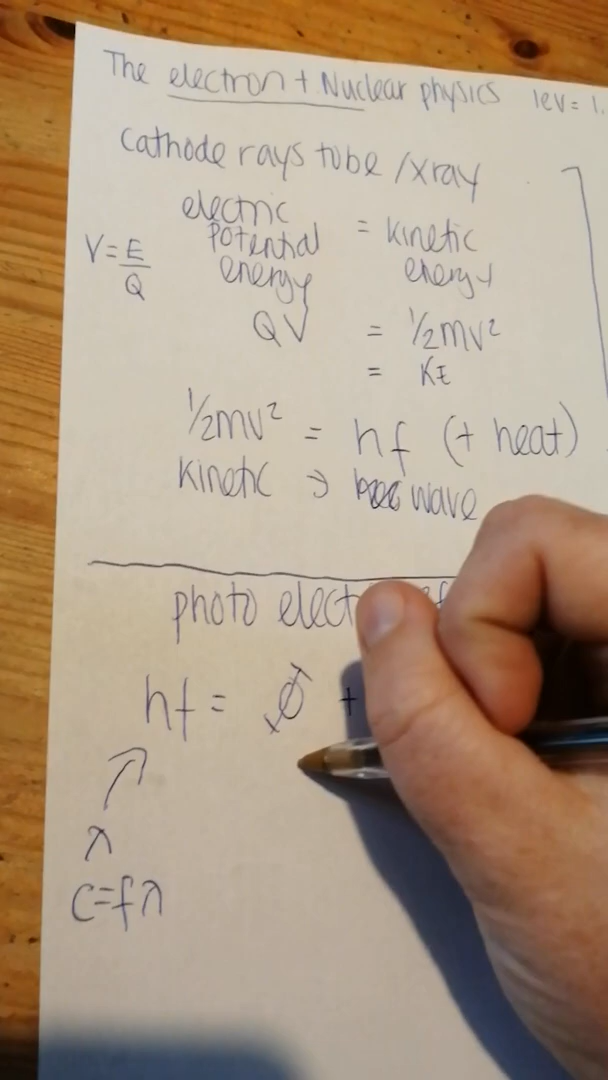 The electron + Nuclear physics 1eV = 1.
Cathode rays tube / xray
electric potential energy = kinetic energy
V = E/Q
QV = ½mv²
= KE
½mv² = hf (+ heat)
kinetic → wave
photo elect
hf = Ø +
λ
c=fλ